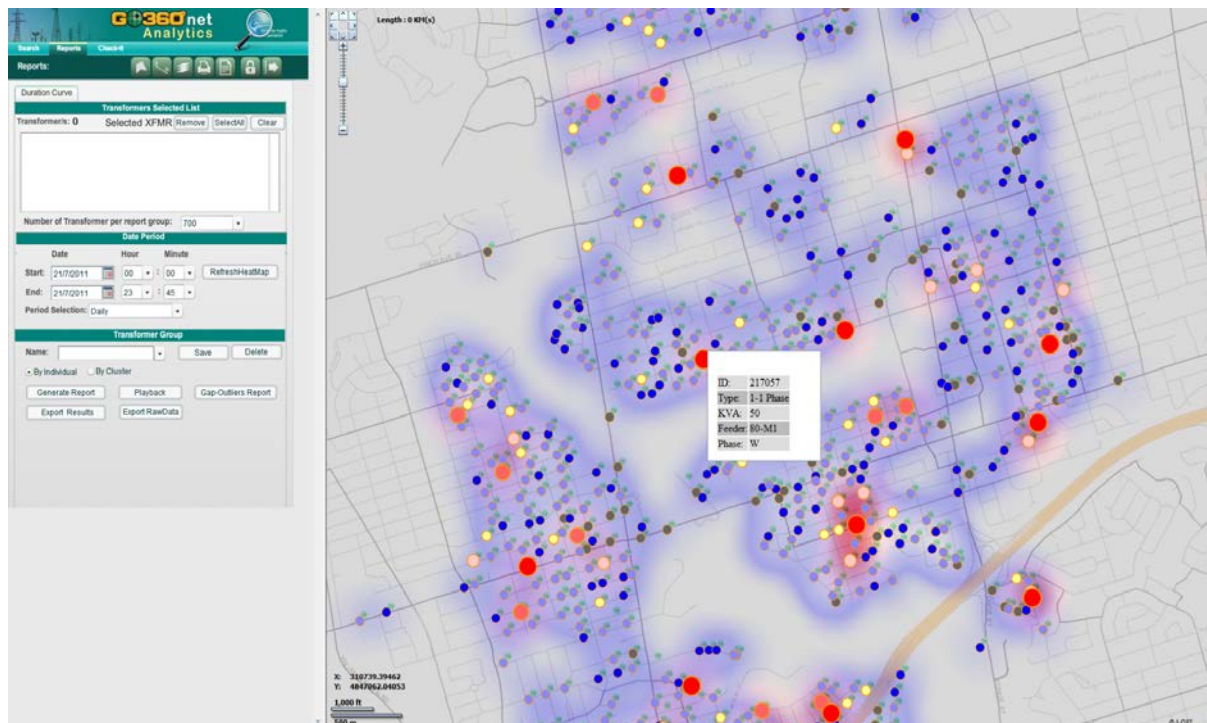 GO360 net
Analytics
Search Reports
Reports:
Duration Curve
Transformers Selected List
Transformer/s: 0 Selected XFMR Remove SelectAll Clear
Number of Transformer per report group: 700
Date Period
Date Hour Minute
Start: 21/7/2011 00 : 00 RefreshHeatMap
End: 21/7/2011 23 : 45
Period Selection: Daily
Transformer Group
Name: Save Delete
By Individual By Cluster
Generate Report Playback Gap-Outliers Report
Export Results Export RawData
Length : 0 KM(s)
ID: 217057
Type: 1-1 Phase
KVA: 50
Feeder: 80-M1
Phase: W
X: 310739.39462
Y: 4847062.04053
1,000 ft
500 m